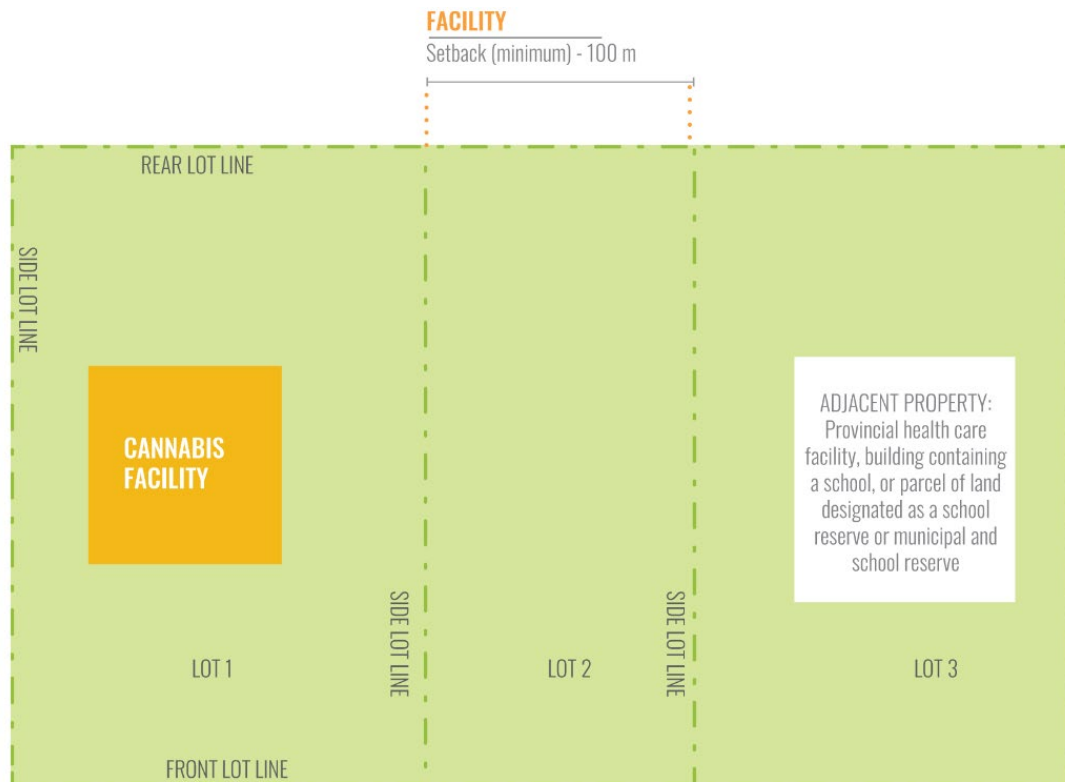 FACILITY
Setback (minimum) - 100 m
REAR LOT LINE
SIDE LOT LINE
CANNABIS
FACILITY
ADJACENT PROPERTY:
Provincial health care
facility, building containing
a school, or parcel of land
designated as a school
reserve or municipal and
school reserve
SIDE LOT LINE
SIDE LOT LINE
LOT 1
LOT 2
LOT 3
FRONT LOT LINE